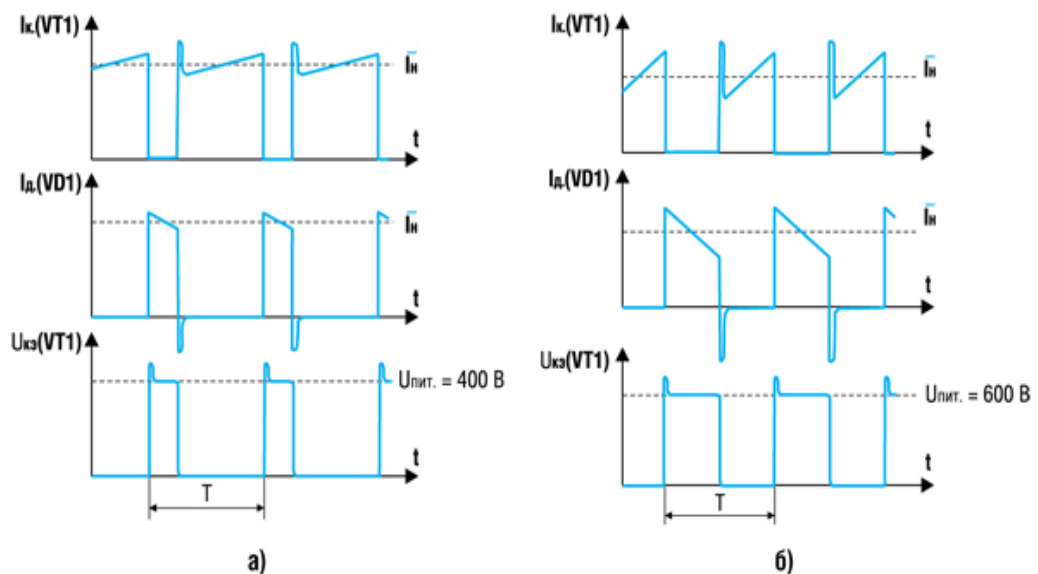 Iк.(VT1)
Iн
t
Iд.(VD1)
Iн
t
Uкэ(VT1)
Uпит. = 400 В
t
T
а)
Iк.(VT1)
Iн
t
Iд.(VD1)
Iн
t
Uкэ(VT1)
Uпит. = 600 В
t
T
б)